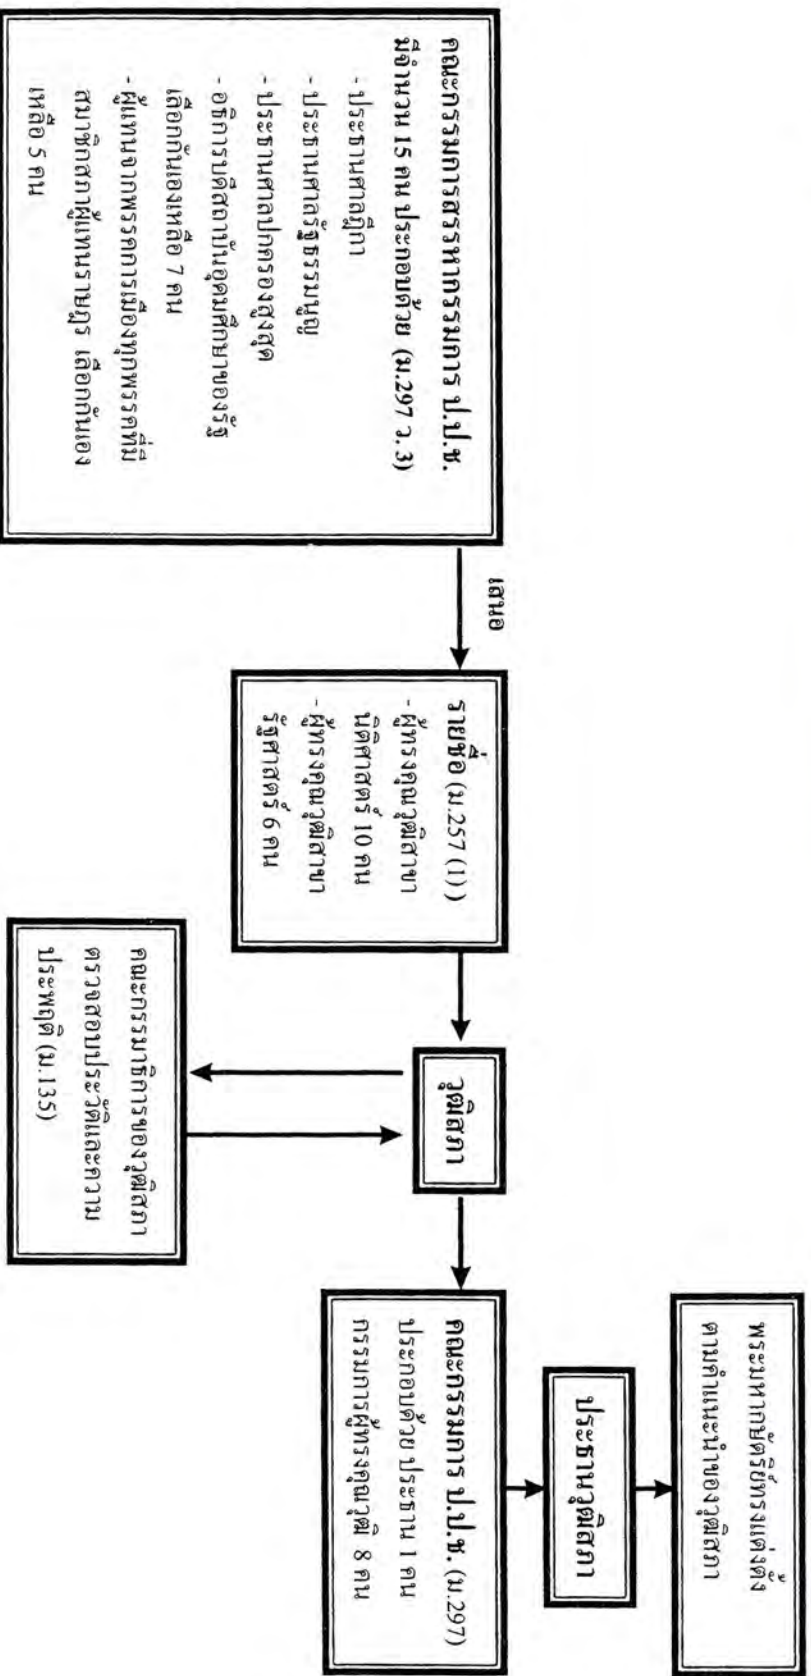 คณะกรรมการสรรหากรรมการ ป.ป.ช.
มีจำนวน 15 คน ประกอบด้วย (ม.297 ว.3)
- ประธานศาลฎีกา
- ประธานศาลรัฐธรรมนูญ
- ประธานศาลปกครองสูงสุด
- อธิการบดีสถาบันอุดมศึกษาของรัฐ
เลือกกันเองเหลือ 7 คน
- ผู้แทนจากพรรคการเมืองทุกพรรคที่มี
สมาชิกสภาผู้แทนราษฎร เลือกกันเอง
เหลือ 5 คน
เสนอ
รายชื่อ (ม.257 (1) )
- ผู้ทรงคุณวุฒิสาขา
นิติศาสตร์ 10 คน
- ผู้ทรงคุณวุฒิสาขา
รัฐศาสตร์ 6 คน
วุฒิสภา
คณะกรรมาธิการของวุฒิสภา
ตรวจสอบประวัติและความ
ประพฤติ (ม.135)
คณะกรรมการ ป.ป.ช. (ม.297)
ประกอบด้วย ประธาน 1 คน
กรรมการผู้ทรงคุณวุฒิ 8 คน
ประธานวุฒิสภา
พระมหากษัตริย์ทรงแต่งตั้ง
ตามคำแนะนำของวุฒิสภา